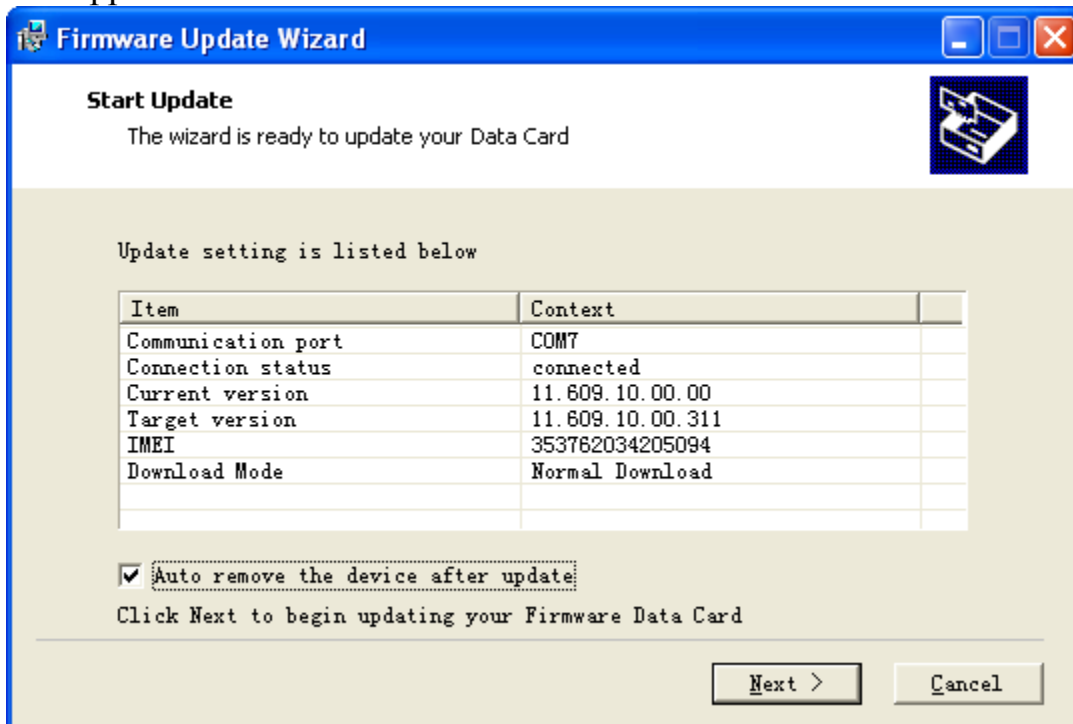 Firmware Update Wizard
Start Update
The wizard is ready to update your Data Card
Update setting is listed below
Item Context
Communication port COM7
Connection status connected
Current version 11.609.10.00.00
Target version 11.609.10.00.311
IMEI 353762034205094
Download Mode Normal Download
Auto remove the device after update
Click Next to begin updating your Firmware Data Card
Next > Cancel